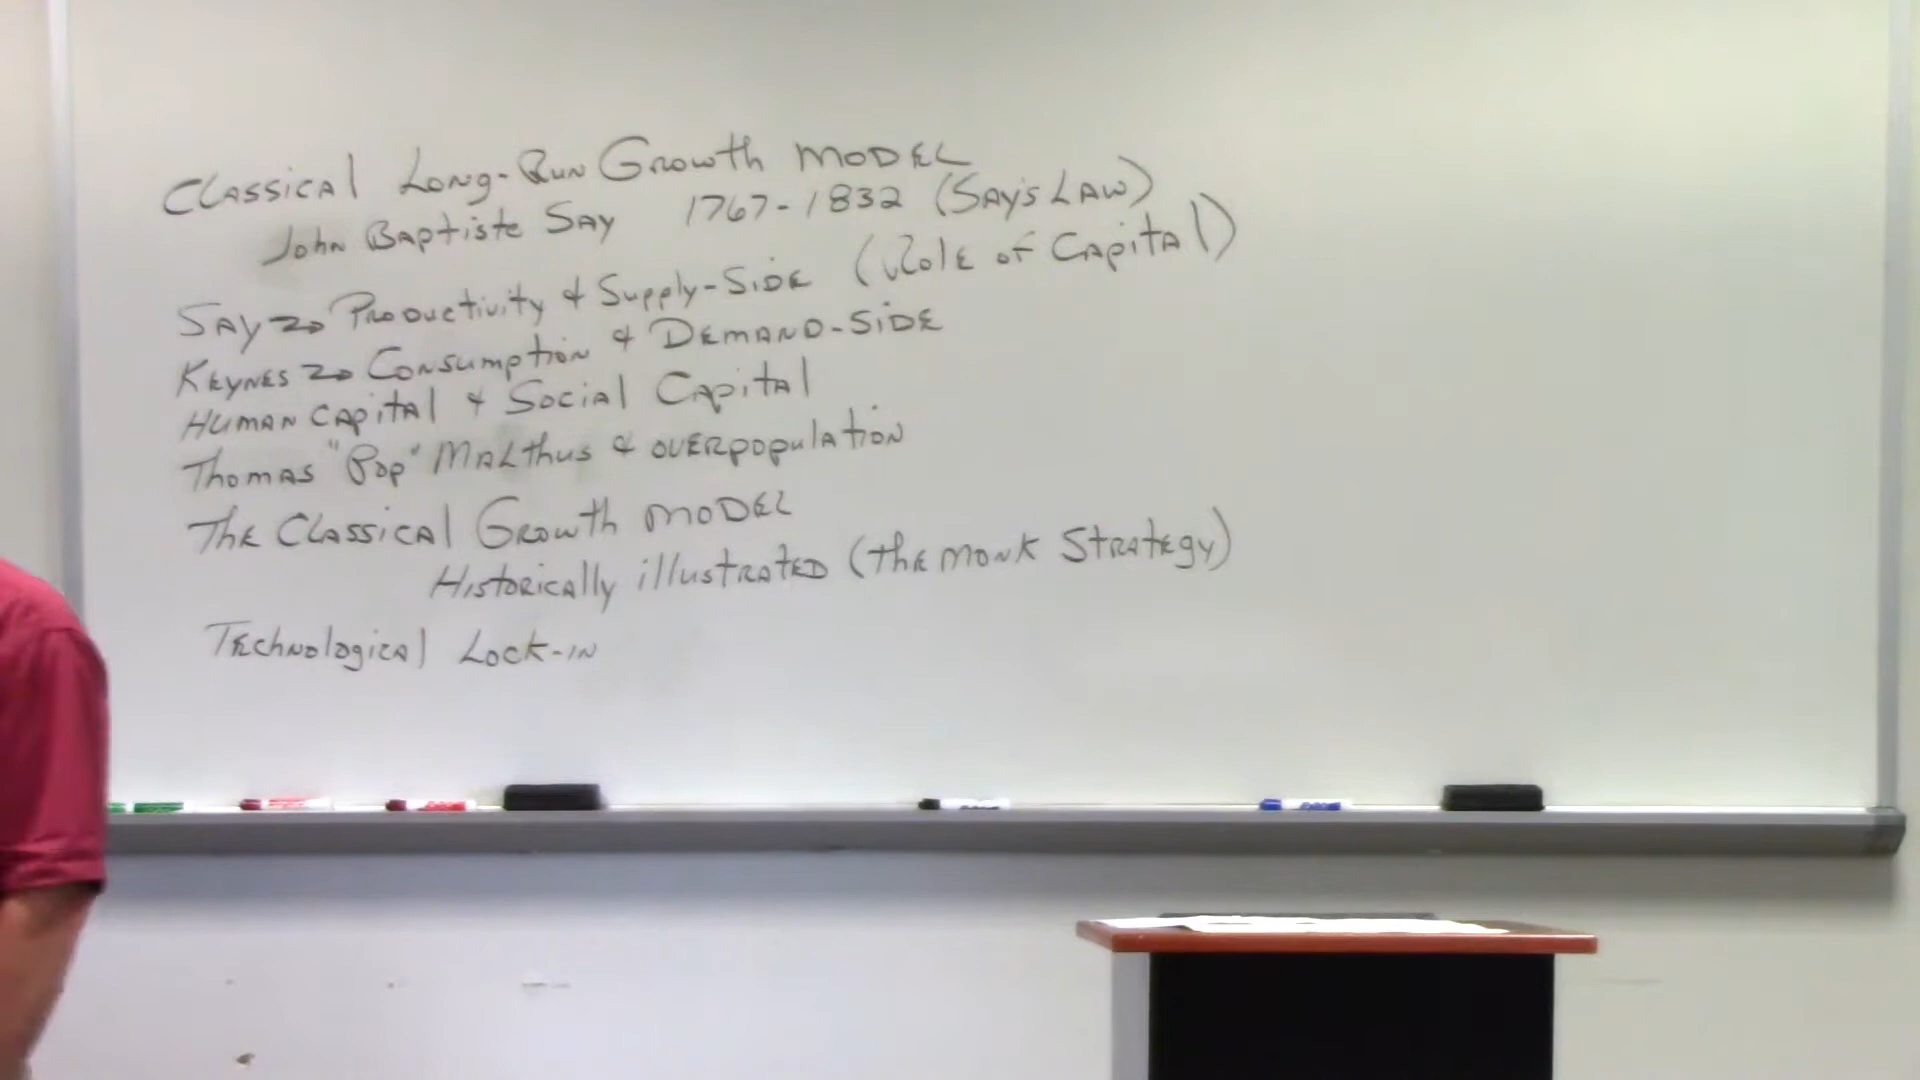 Classical Long-Run Growth Model
John Baptiste Say 1767-1832 (Say's Law)
Say → Productivity & Supply-Side (Role of Capital)
Keynes → Consumption & Demand-Side
Human Capital & Social Capital
Thomas "Pop" Malthus & overpopulation
The Classical Growth Model
Historically illustrated (the Monk Strategy)
Technological Lock-in